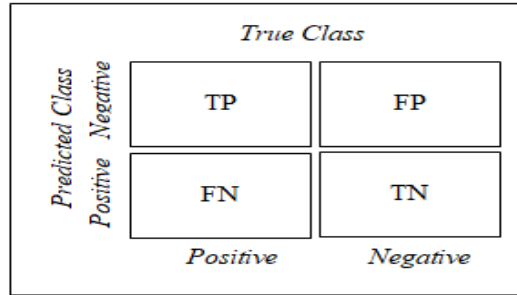 True Class
Predicted Class
Negative
TP
FP
Positive
FN
TN
Positive
Negative